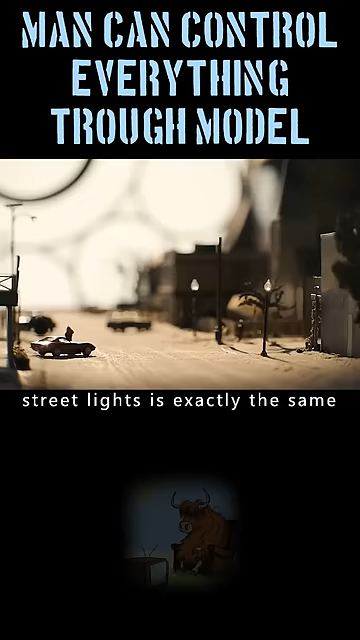 MAN CAN CONTROL
EVERYTHING
TROUGH MODEL
street lights is exactly the same